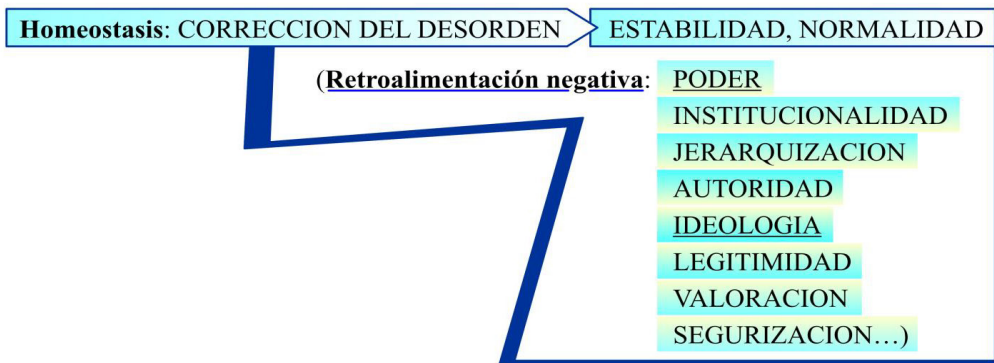 Homeostasis: CORRECCION DEL DESORDEN ESTABILIDAD, NORMALIDAD
(Retroalimentación negativa: PODER
INSTITUCIONALIDAD
JERARQUIZACION
AUTORIDAD
IDEOLOGIA
LEGITIMIDAD
VALORACION
SEGURIZACION…)